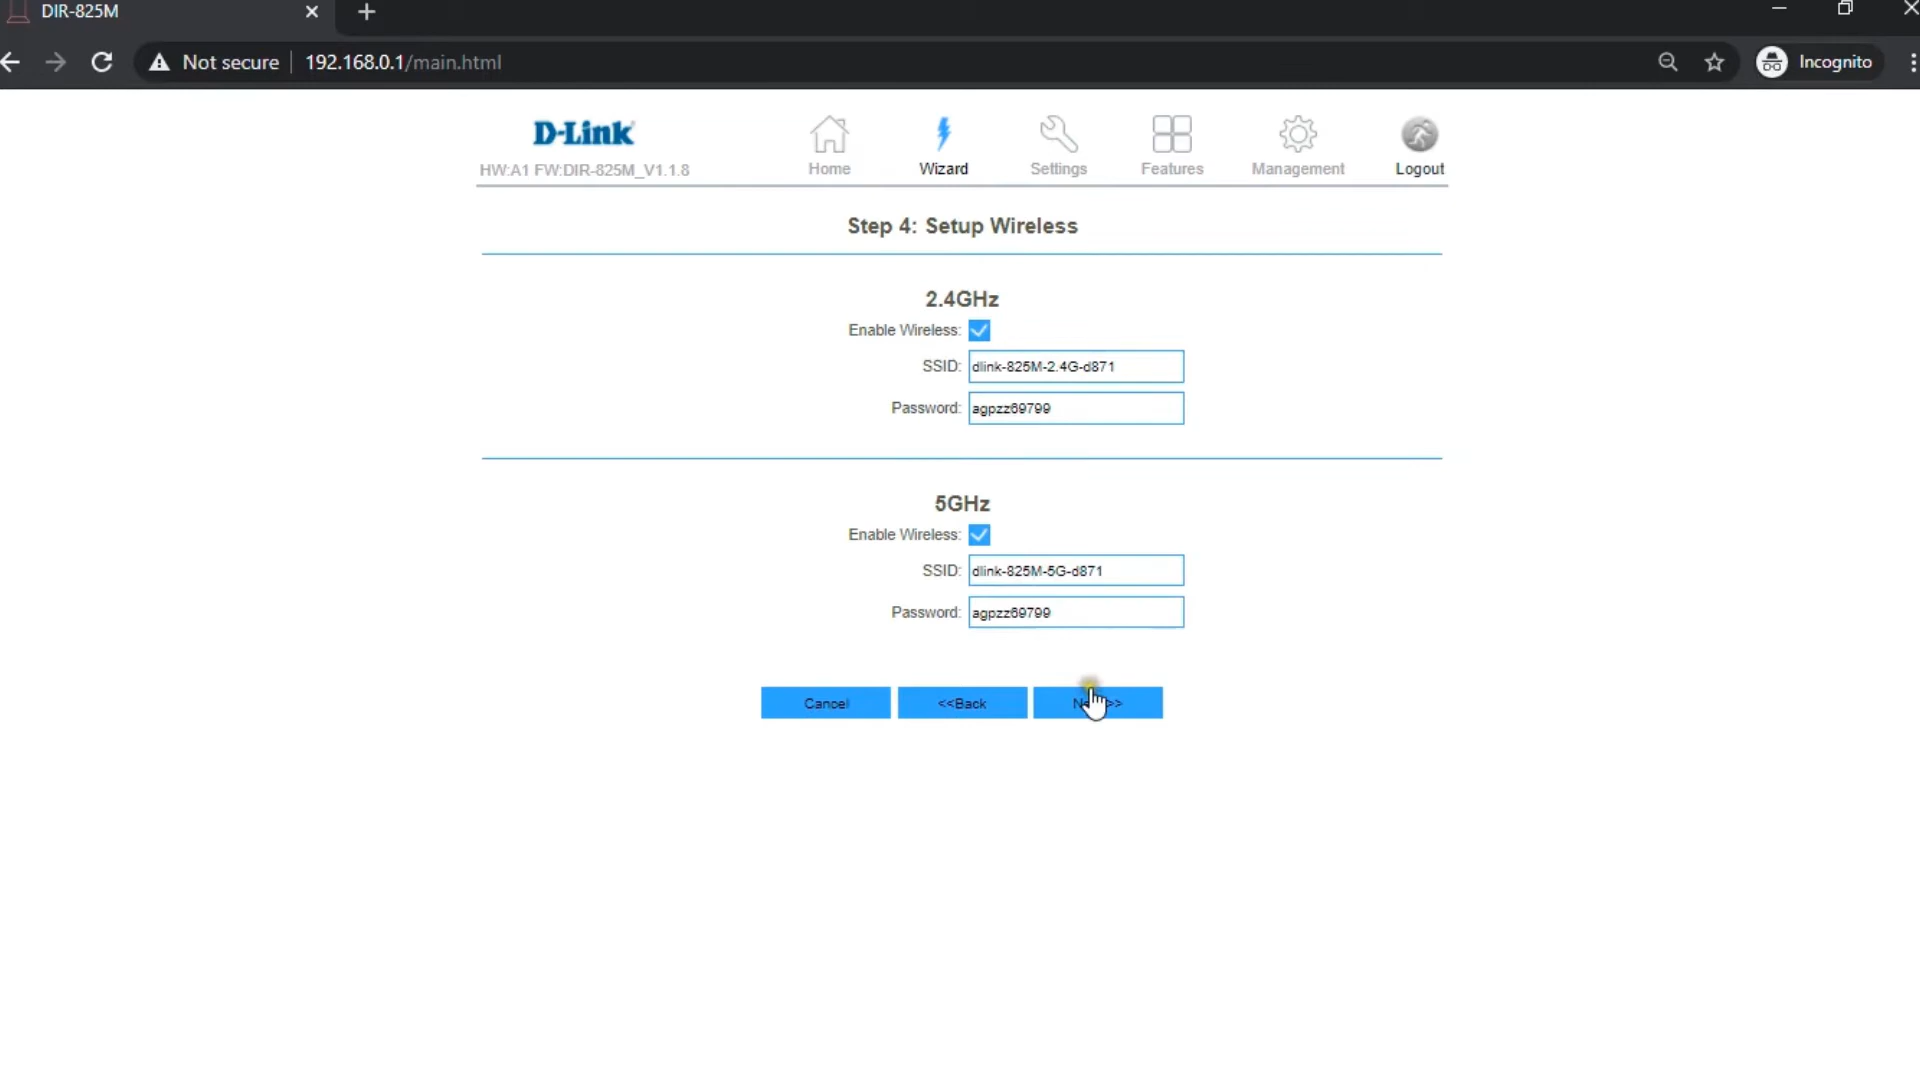 DIR-825M
Not secure 192.168.0.1/main.html Incognito
D-Link
HW:A1 FW:DIR-825M_V1.1.8
Home Wizard Settings Features Management Logout
Step 4: Setup Wireless
2.4GHz
Enable Wireless:
SSID: dlink-825M-2.4G-d871
Password: agpzz69799
5GHz
Enable Wireless:
SSID: dlink-825M-5G-d871
Password: agpzz69799
Cancel <<Back >>